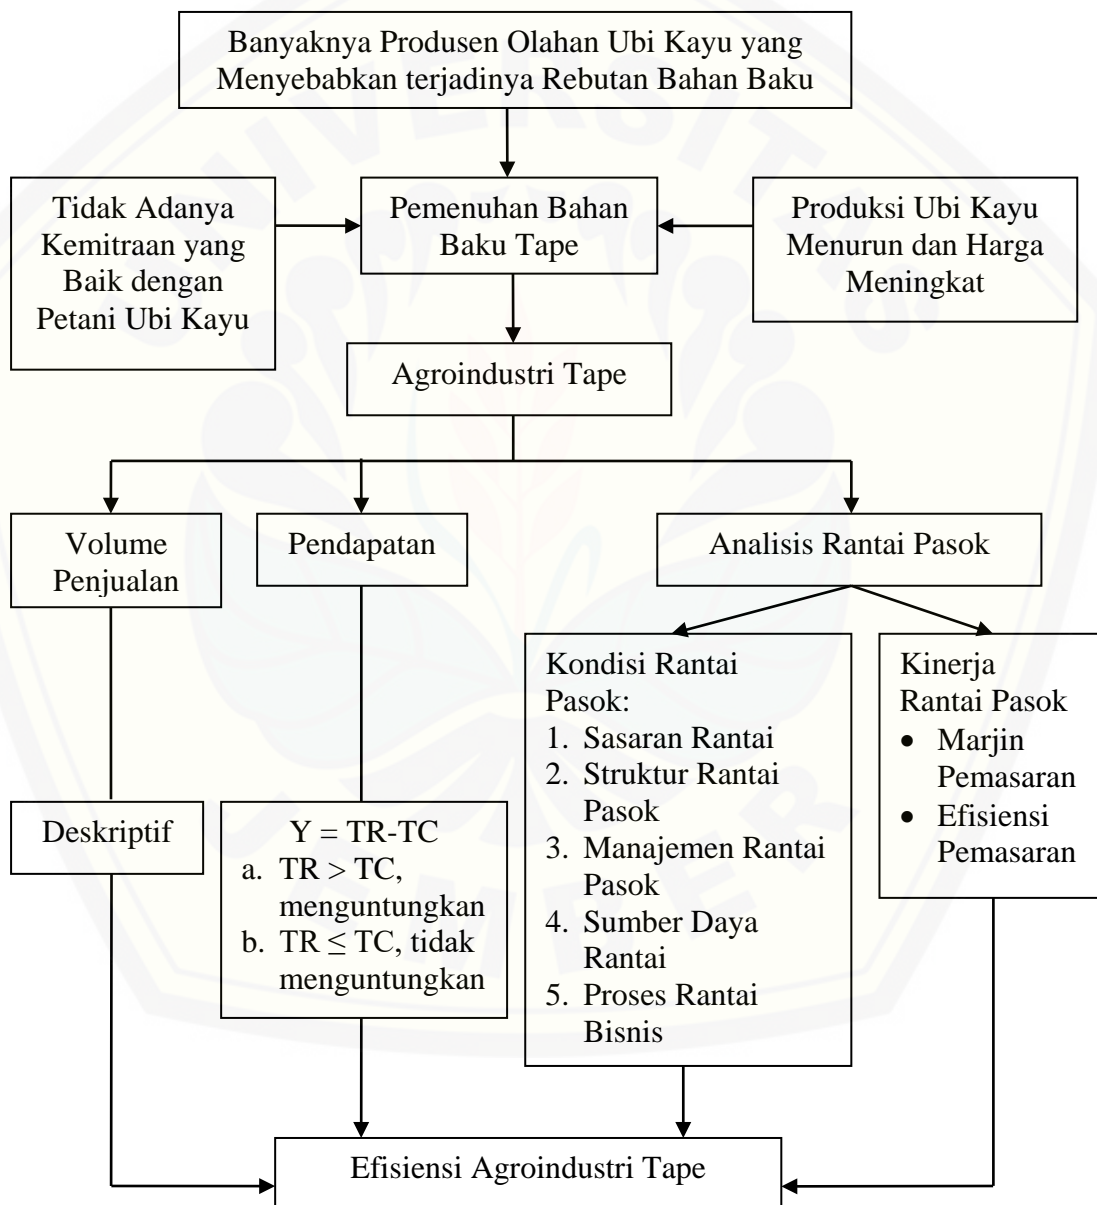 Banyaknya Produsen Olahan Ubi Kayu yang
Menyebabkan terjadinya Rebutan Bahan Baku
Tidak Adanya
Kemitraan yang
Baik dengan
Petani Ubi Kayu
Pemenuhan Bahan
Baku Tape
Produksi Ubi Kayu
Menurun dan Harga
Meningkat
Agroindustri Tape
Volume
Penjualan
Pendapatan
Analisis Rantai Pasok
Kondisi Rantai
Pasok:
1. Sasaran Rantai
2. Struktur Rantai
Pasok
3. Manajemen Rantai
Pasok
4. Sumber Daya
Rantai
5. Proses Rantai
Bisnis
Kinerja
Rantai Pasok
• Marjin
Pemasaran
• Efisiensi
Pemasaran
Deskriptif
Y = TR-TC
a. TR > TC,
menguntungkan
b. TR ≤ TC, tidak
menguntungkan
Efisiensi Agroindustri Tape
UNIVERSITAS
JEMBER